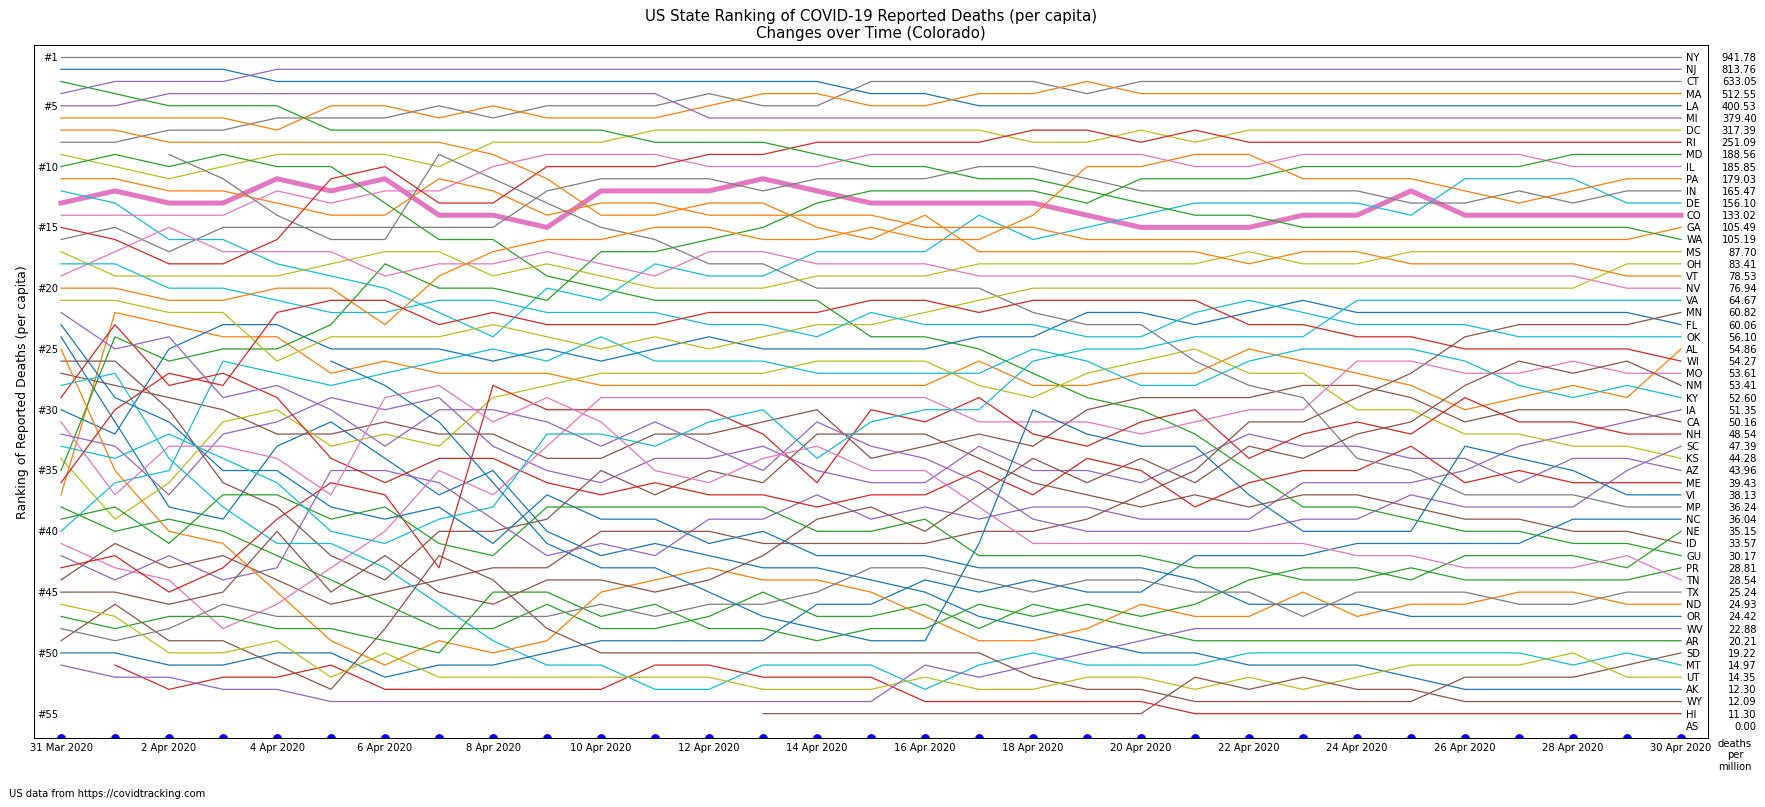 US State Ranking of COVID-19 Reported Deaths (per capita)
Changes over Time (Colorado)
Ranking of Reported Deaths (per capita)
#1
#5
#10
#15
#20
#25
#30
#35
#40
#45
#50
#55
NY 941.78
NJ 813.76
CT 633.05
MA 512.55
LA 400.53
MI 379.40
DC 317.39
RI 251.09
MD 188.56
IL 185.85
PA 179.03
IN 165.47
DE 156.10
CO 133.02
GA 105.49
WA 105.19
MS 87.70
OH 83.41
VT 78.53
NV 76.94
VA 64.67
MN 60.82
FL 60.06
OK 56.10
AL 54.86
WI 54.27
MO 53.61
NM 53.41
KY 52.60
IA 51.35
CA 50.16
NH 48.54
SC 47.39
KS 44.28
AZ 43.96
ME 39.43
VI 38.13
MP 36.24
NC 36.04
NE 35.15
ID 33.57
GU 30.17
PR 28.81
TN 28.54
TX 25.24
ND 24.93
OR 24.42
WV 22.88
AR 20.21
SD 19.22
MT 14.97
UT 14.35
AK 12.30
WY 12.09
HI 11.30
AS 0.00
31 Mar 2020 2 Apr 2020 4 Apr 2020 6 Apr 2020 8 Apr 2020 10 Apr 2020 12 Apr 2020 14 Apr 2020 16 Apr 2020 18 Apr 2020 20 Apr 2020 22 Apr 2020 24 Apr 2020 26 Apr 2020 28 Apr 2020 30 Apr 2020
deaths
per
million
US data from https://covidtracking.com